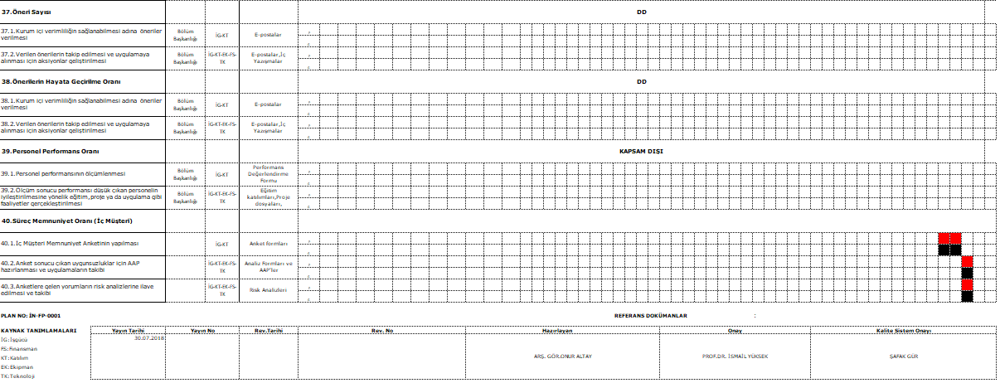 37.Öneri Sayısı
DD
37.1.Kurum içi verimliliğin sağlanabilmesi adına öneriler
verilmesi
Bölüm
Başkanlığı
İG-KT
E-postalar
37.2.Verilen önerilerin takip edilmesi ve uygulamaya
alınması için aksiyonlar geliştirilmesi
Bölüm
Başkanlığı
İG-KT-EK-FS-
TK
E-postalar,İç
Yazışmalar
38.Önerilerin Hayata Geçirilme Oranı
DD
38.1.Kurum içi verimliliğin sağlanabilmesi adına öneriler
verilmesi
Bölüm
Başkanlığı
İG-KT
E-postalar
38.2.Verilen önerilerin takip edilmesi ve uygulamaya
alınması için aksiyonlar geliştirilmesi
Bölüm
Başkanlığı
İG-KT-EK-FS-
TK
E-postalar,İç
Yazışmalar
39.Personel Performans Oranı
KAPSAM DIŞI
39.1.Personel performansının ölçümlenmesi
Bölüm
Başkanlığı
İG-KT
Performans
Değerlendirme
Formu
39.2.Ölçüm sonucu performansı düşük çıkan personelin
iyileştirilmesine yönelik eğitim, proje ya da uygulama gibi
faaliyetler gerçekleştirilmesi
Bölüm
Başkanlığı
İG-KT-EK-FS-
TK
Eğitim
katılımları,Proje
dosyaları,
40.Süreç Memnuniyet Oranı (İç Müşteri)
40.1.İç Müşteri Memnuniyet Anketinin yapılması
İG-KT
Anket formları
40.2.Anket sonucu çıkan uygunsuzluklar için AAP
hazırlanması ve uygulamaların takibi
İG-KT-EK-FS-
TK
Analiz Formları ve
AAP'ler
40.3.Anketlere gelen yorumların risk analizlerine ilave
edilmesi ve takibi
İG-KT-EK-FS-
TK
Risk Analizleri
PLAN NO: İN-FP-0001
REFERANS DOKÜMANLAR :
KAYNAK TANIMLAMALARI
Yayın Tarihi
Yayın No
Rev.Tarihi
Rev. No
Hazırlayan
Onay
Kalite Sistem Onayı
İG:İşgücü
30.07.2018
FS:Finansman
KT:Katılım
ARŞ. GÖR.ONUR ALTAY
PROF.DR. İSMAİL YÜKSEK
ŞAFAK GÜR
EK:Ekipman
TK:Teknoloji